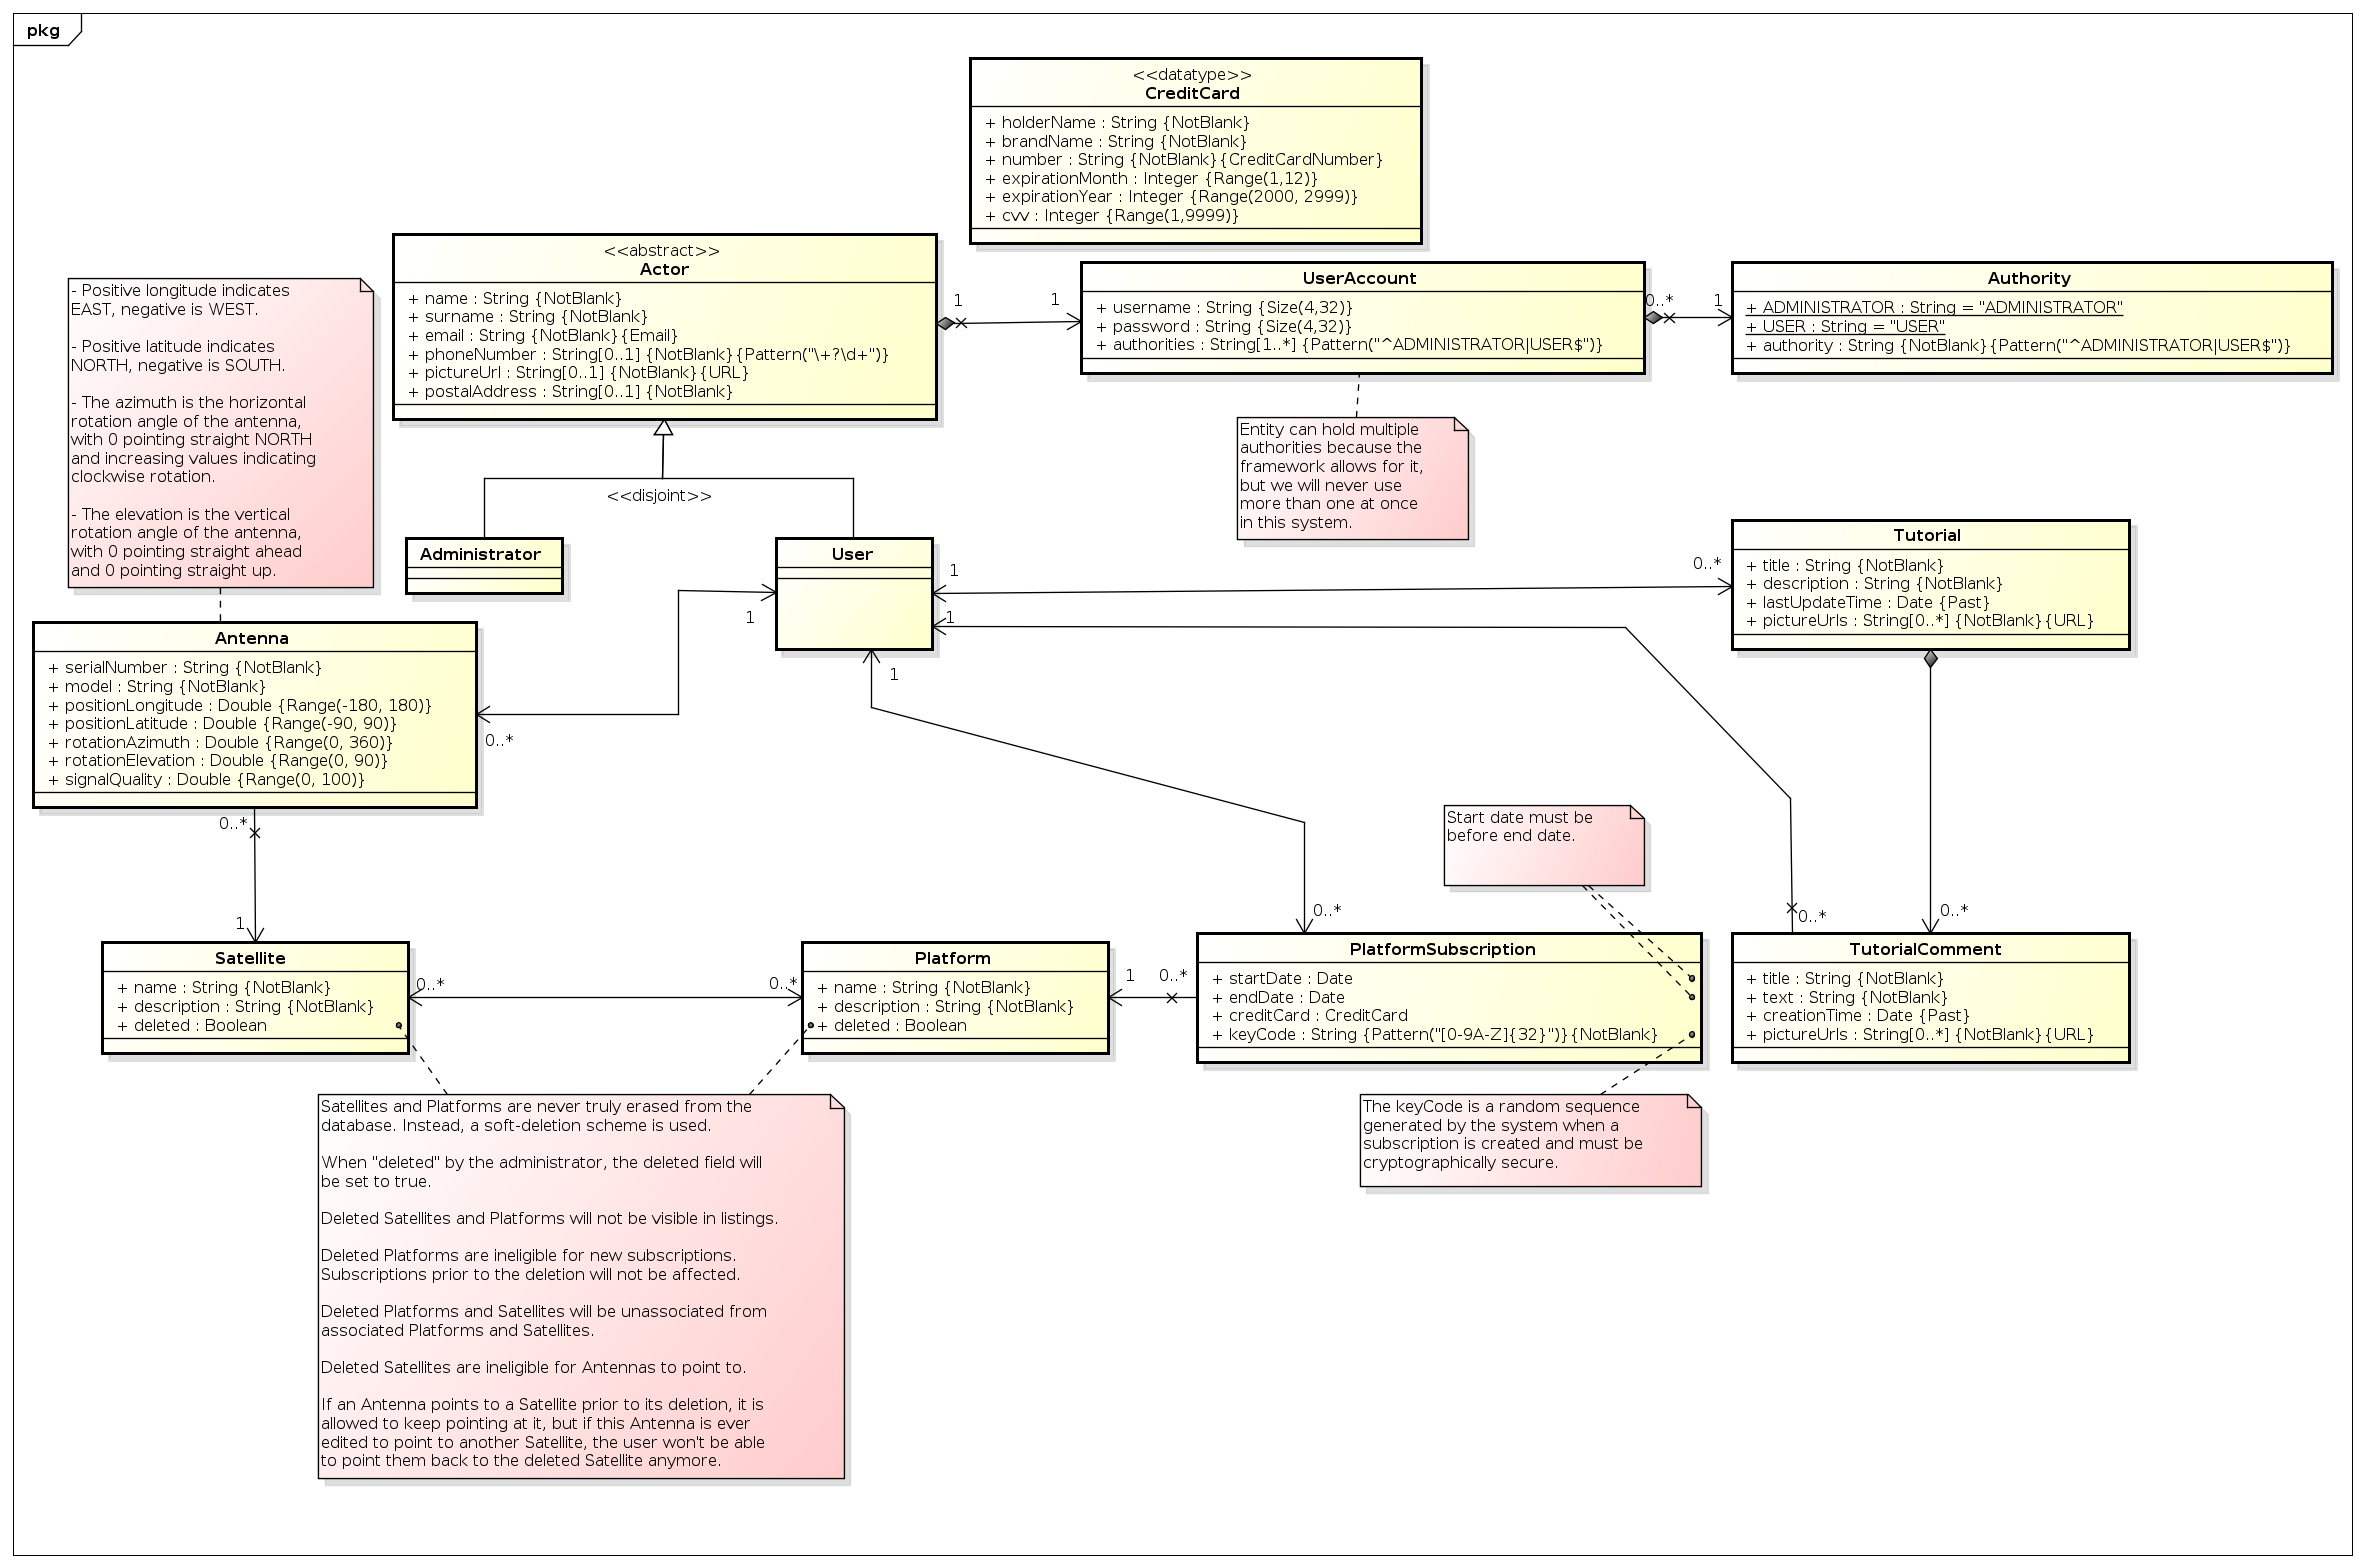 pkg
<<datatype>>
CreditCard
+ holderName : String {NotBlank}
+ brandName : String {NotBlank}
+ number : String {NotBlank}{CreditCardNumber}
+ expirationMonth : Integer {Range(1,12)}
+ expirationYear : Integer {Range(2000, 2999)}
+ cvv : Integer {Range(1,9999)}
<<abstract>>
Actor
+ name : String {NotBlank}
+ surname : String {NotBlank}
+ email : String {NotBlank}{Email}
+ phoneNumber : String[0..1] {NotBlank}{Pattern("\+?\d+")}
+ pictureUrl : String[0..1] {NotBlank}{URL}
+ postalAddress : String[0..1] {NotBlank}
1
1
UserAccount
+ username : String {Size(4,32)}
+ password : String {Size(4,32)}
+ authorities : String[1..*] {Pattern("^ADMINISTRATOR|USER$")}
0..*
1
Authority
+ ADMINISTRATOR : String = "ADMINISTRATOR"
+ USER : String = "USER"
+ authority : String {NotBlank}{Pattern("^ADMINISTRATOR|USER$")}
- Positive longitude indicates
EAST, negative is WEST.
- Positive latitude indicates
NORTH, negative is SOUTH.
- The azimuth is the horizontal
rotation angle of the antenna,
with 0 pointing straight NORTH
and increasing values indicating
clockwise rotation.
- The elevation is the vertical
rotation angle of the antenna,
with 0 pointing straight ahead
and 0 pointing straight up.
Entity can hold multiple
authorities because the
framework allows for it,
but we will never use
more than one at once
in this system.
<<disjoint>>
Administrator
User
1
0..*
1
1
1
0..*
Tutorial
+ title : String {NotBlank}
+ description : String {NotBlank}
+ lastUpdateTime : Date {Past}
+ pictureUrls : String[0..*] {NotBlank}{URL}
Antenna
+ serialNumber : String {NotBlank}
+ model : String {NotBlank}
+ positionLongitude : Double {Range(-180, 180)}
+ positionLatitude : Double {Range(-90, 90)}
+ rotationAzimuth : Double {Range(0, 360)}
+ rotationElevation : Double {Range(0, 90)}
+ signalQuality : Double {Range(0, 100)}
0..*
1
Start date must be
before end date.
0..*
0..*
0..*
Satellite
+ name : String {NotBlank}
+ description : String {NotBlank}
+ deleted : Boolean
0..*
0..*
Platform
+ name : String {NotBlank}
+ description : String {NotBlank}
+ deleted : Boolean
1
0..*
PlatformSubscription
+ startDate : Date
+ endDate : Date
+ creditCard : CreditCard
+ keyCode : String {Pattern("[0-9A-Z]{32}")}{NotBlank}
TutorialComment
+ title : String {NotBlank}
+ text : String {NotBlank}
+ creationTime : Date {Past}
+ pictureUrls : String[0..*] {NotBlank}{URL}
Satellites and Platforms are never truly erased from the
database. Instead, a soft-deletion scheme is used.
When "deleted" by the administrator, the deleted field will
be set to true.
Deleted Satellites and Platforms will not be visible in listings.
Deleted Platforms are ineligible for new subscriptions.
Subscriptions prior to the deletion will not be affected.
Deleted Platforms and Satellites will be unassociated from
associated Platforms and Satellites.
Deleted Satellites are ineligible for Antennas to point to.
If an Antenna points to a Satellite prior to its deletion, it is
allowed to keep pointing at it, but if this Antenna is ever
edited to point to another Satellite, the user won't be able
to point them back to the deleted Satellite anymore.
The keyCode is a random sequence
generated by the system when a
subscription is created and must be
cryptographically secure.